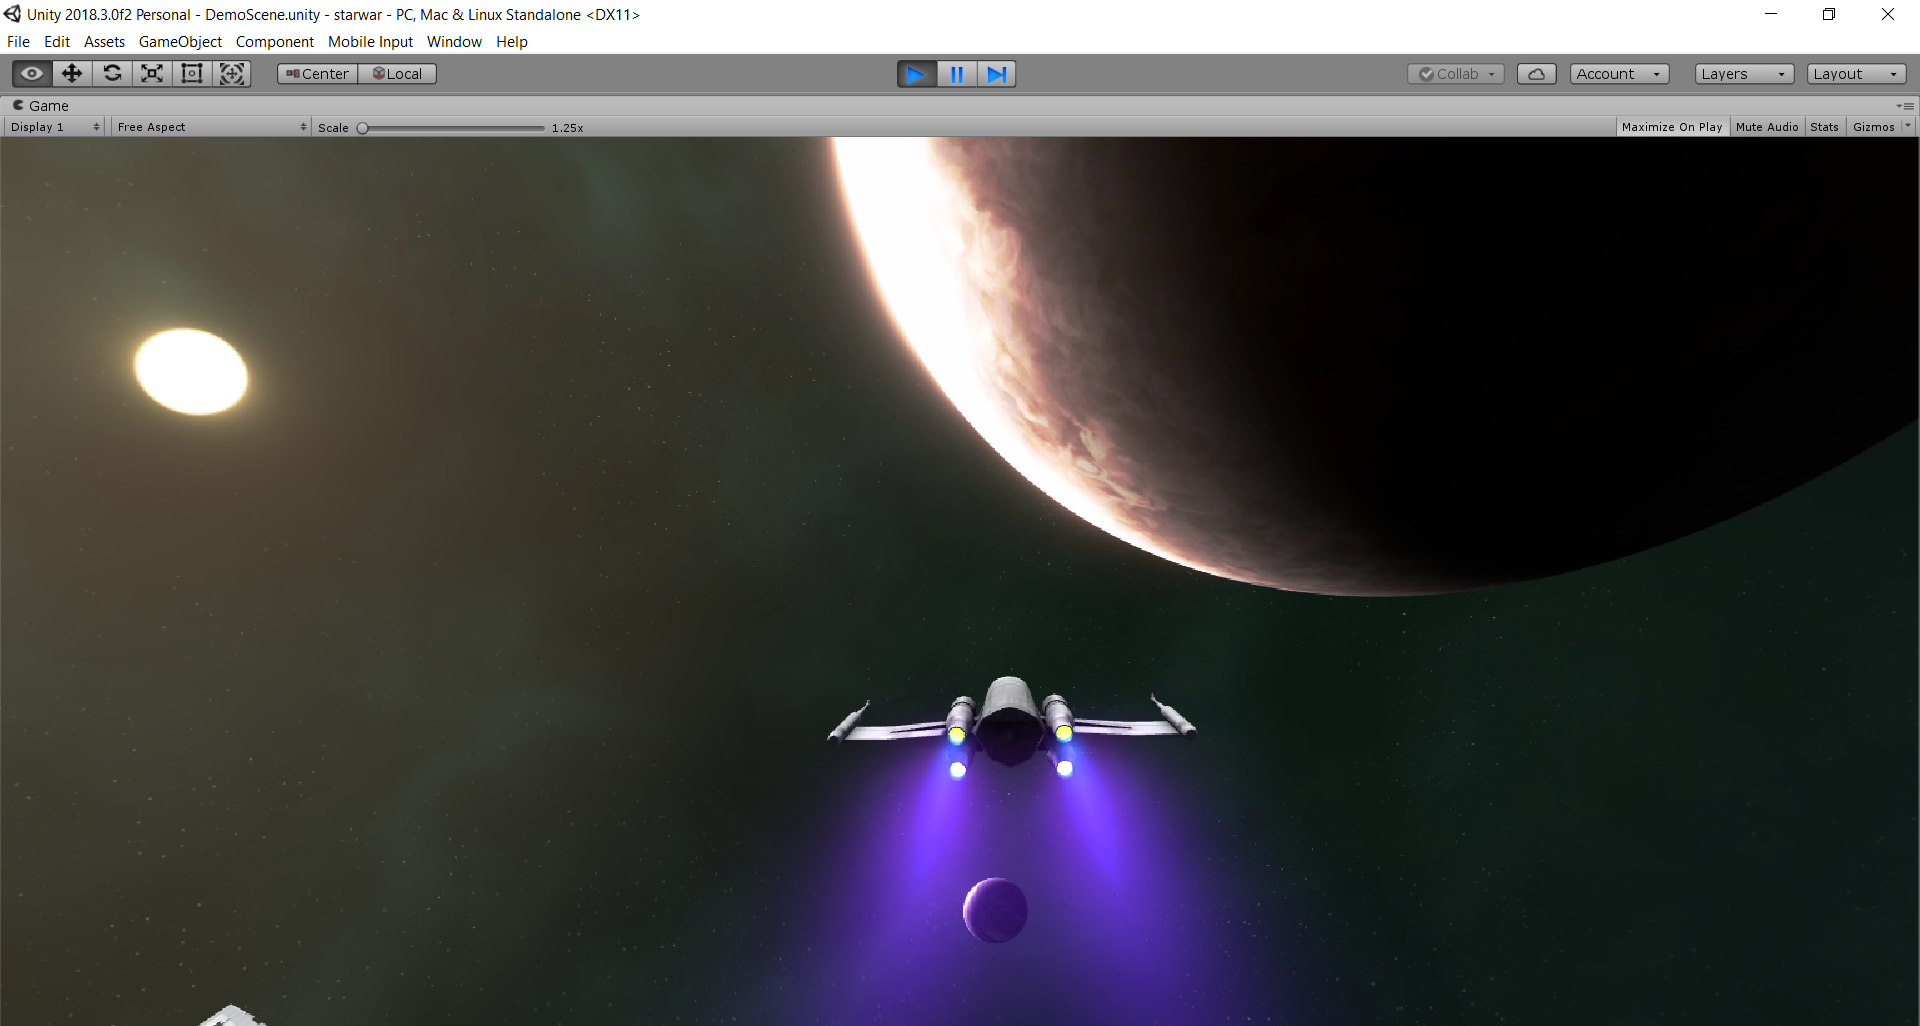 Unity 2018.3.0f2 Personal - DemoScene.unity - starwar - PC, Mac & Linux Standalone <DX11>
File Edit Assets GameObject Component Mobile Input Window Help
Center Local Collab Account Layers Layout
Game
Display 1 Free Aspect Scale 1.25x Maximize On Play Mute Audio Stats Gizmos